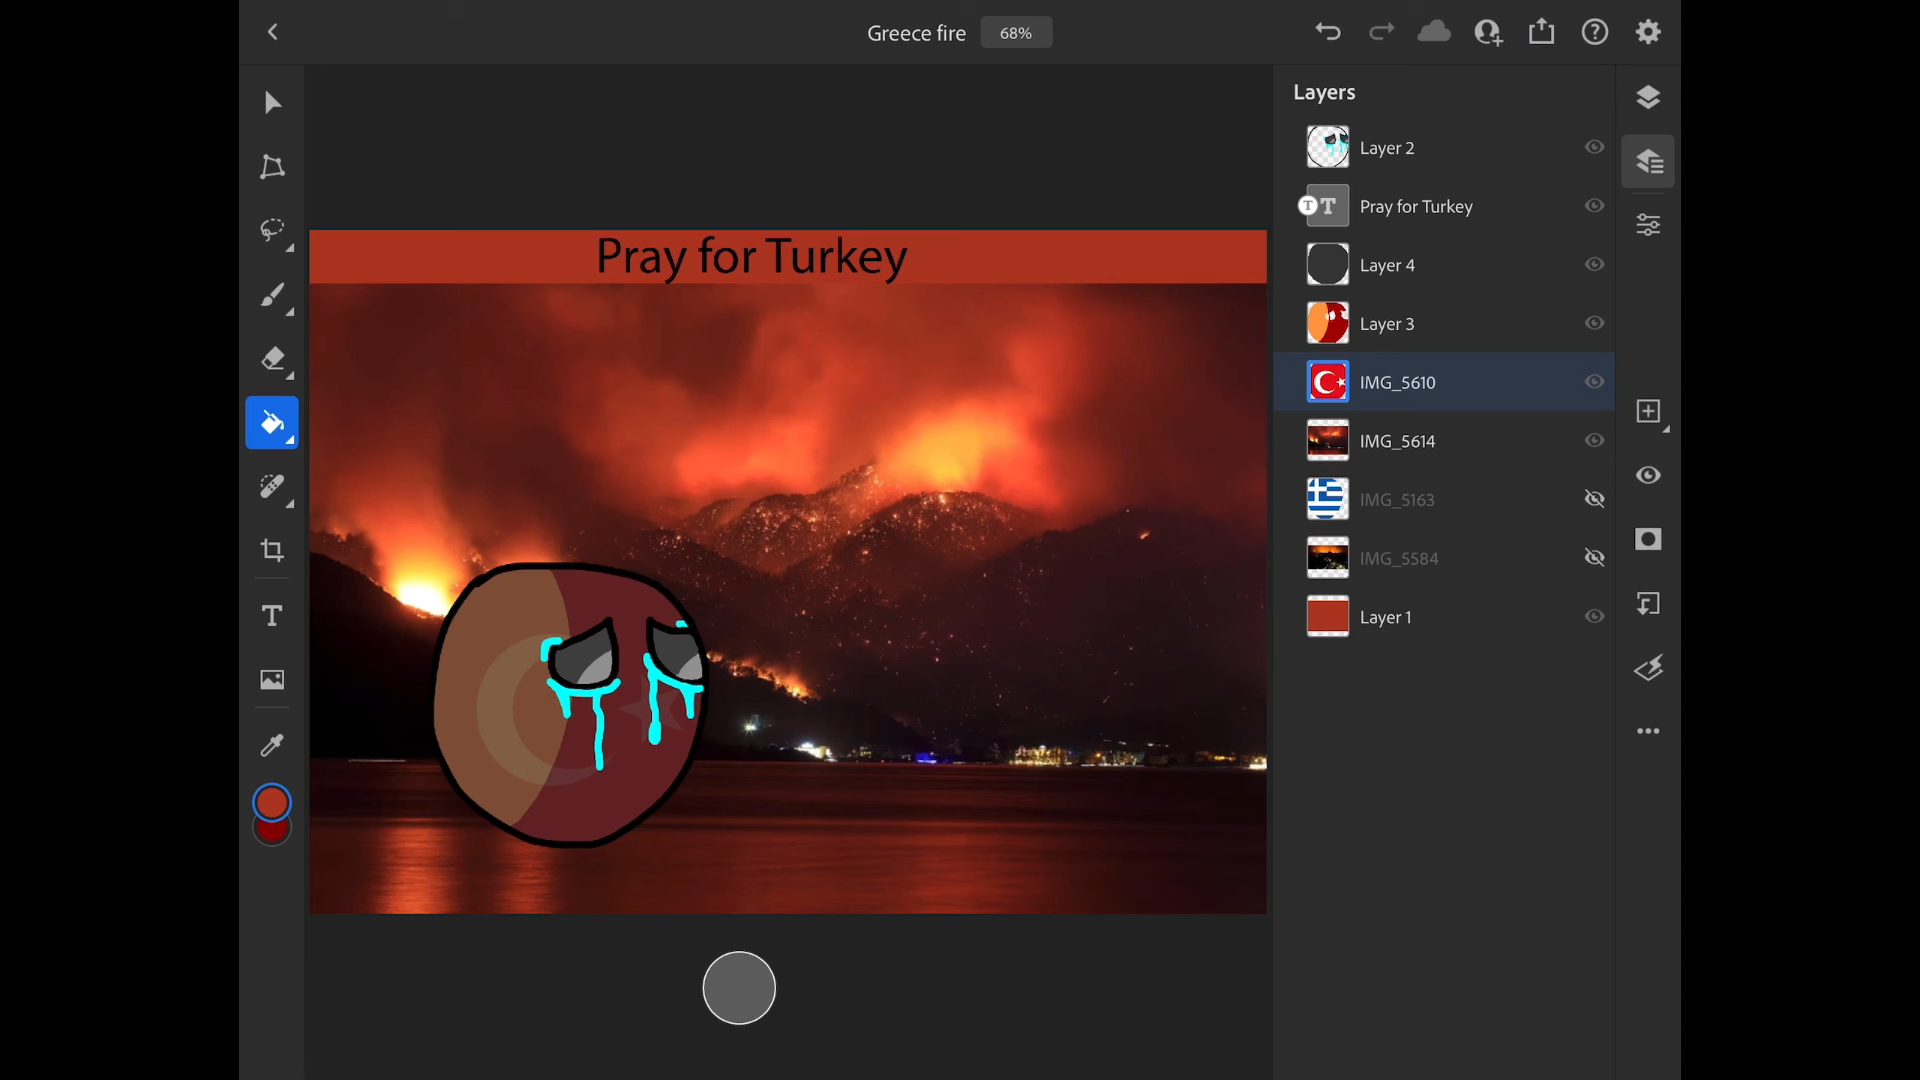 Greece fire
68%
Layers
Layer 2
T
T
Pray for Turkey
Layer 4
Layer 3
IMG_5610
IMG_5614
IMG_5163
IMG_5584
Layer 1
Pray for Turkey
T